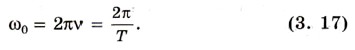 ω₀ = 2πν = 2π/T. (3. 17)